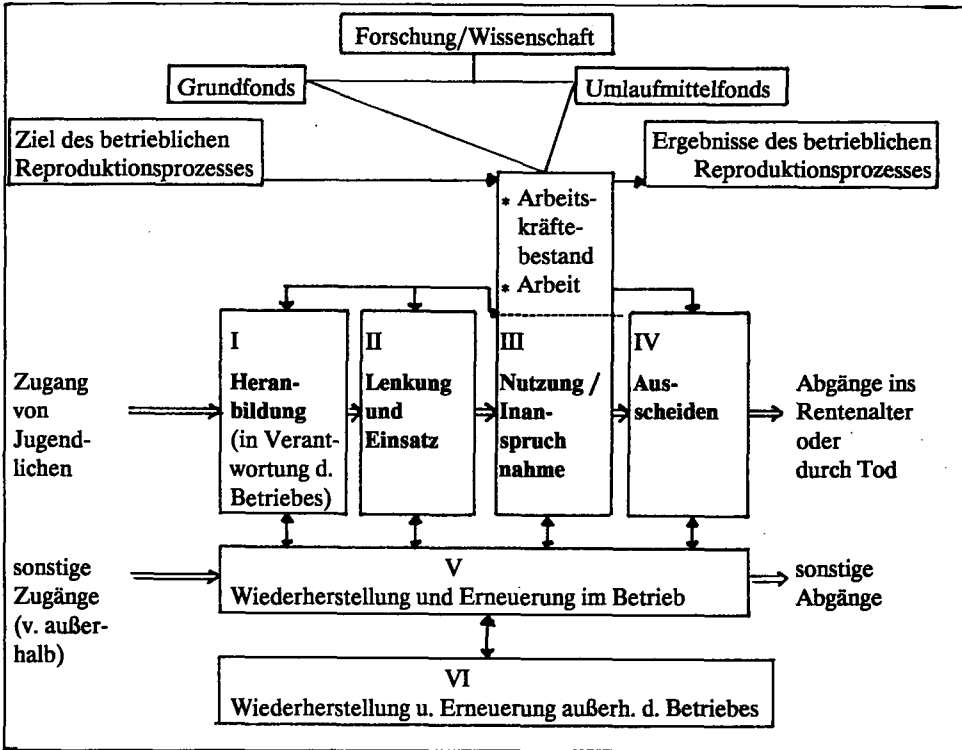 Forschung/Wissenschaft
Grundfonds
Umlaufmittelfonds
Ziel des betrieblichen
Reproduktionsprozesses
Ergebnisse des betrieblichen
Reproduktionsprozesses
* Arbeits-
kräfte-
bestand
* Arbeit
Zugang
von
Jugend-
lichen
I
Heran-
bildung
(in Verant-
wortung d.
Betriebes)
II
Lenkung
und
Einsatz
III
Nutzung /
Inan-
spruch
nahme
IV
Aus-
scheiden
Abgänge ins
Rentenalter
oder
durch Tod
sonstige
Zugänge
(v. außer-
halb)
V
Wiederherstellung und Erneuerung im Betrieb
sonstige
Abgänge
VI
Wiederherstellung u. Erneuerung außerh. d. Betriebes